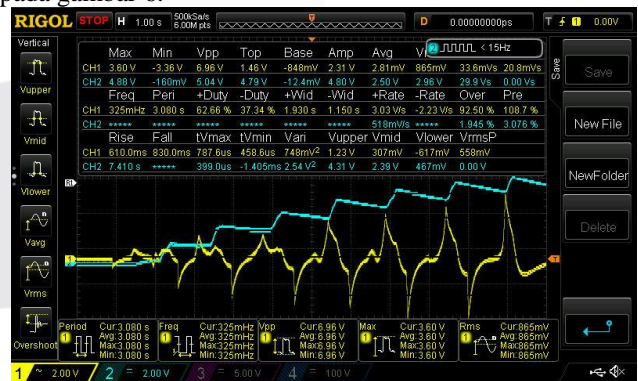 pada gambar 6.
RIGOL STOP H 1.00 s 500kSa/s 6.00M pts D 0.00000000ps T 1 0.00V
Vertical
2 < 15Hz
Max Min Vpp Top Base Amp Avg
CH1 3.60 V -3.36 V 6.96 V 1.46 V -848mV 2.31 V 2.81mV 865mV 33.6mVs 20.8mVs
CH2 4.88 V -160mV 5.04 V 4.79 V -12.4mV 4.80 V 2.50 V 2.96 V 29.9 Vs 0.00 Vs
Freq Peri +Duty -Duty +Wid -Wid +Rate -Rate Over Pre
CH1 325mHz 3.080 s 62.66 % 37.34 % 1.930 s 1.150 s 3.03 V/s -2.23 V/s 92.50 % 108.7 %
CH2 ***** ***** ***** ***** ***** ***** 518mV/s ***** 1.945 % 3.076 %
Rise Fall tVmax tVmin Vari Vupper Vmid Vlower VrmsP
CH1 610.0ms 830.0ms 787.6us 458.6us 748mV2 1.23 V 307mV -617mV 558mV
CH2 7.410 s ***** 399.0us -1.405ms 2.54 V2 4.31 V 2.39 V 467mV 0.00 V
Vupper
Vmid
Vlower
Vavg
Vrms
Overshoot
Save
Save
New File
NewFolder
Delete
Period Cur:3.080 s Avg:3.080 s Max:3.080 s Min:3.080 s
Freq Cur:325mHz Avg:325mHz Max:325mHz Min:325mHz
Vpp Cur:6.96 V Avg:6.96 V Max:6.96 V Min:6.96 V
Max Cur:3.60 V Avg:3.60 V Max:3.60 V Min:3.60 V
Rms Cur:865mV Avg:865mV Max:865mV Min:865mV
1 ~ 2.00 V 2 = 2.00 V 3 = 5.00 V 4 = 100 V